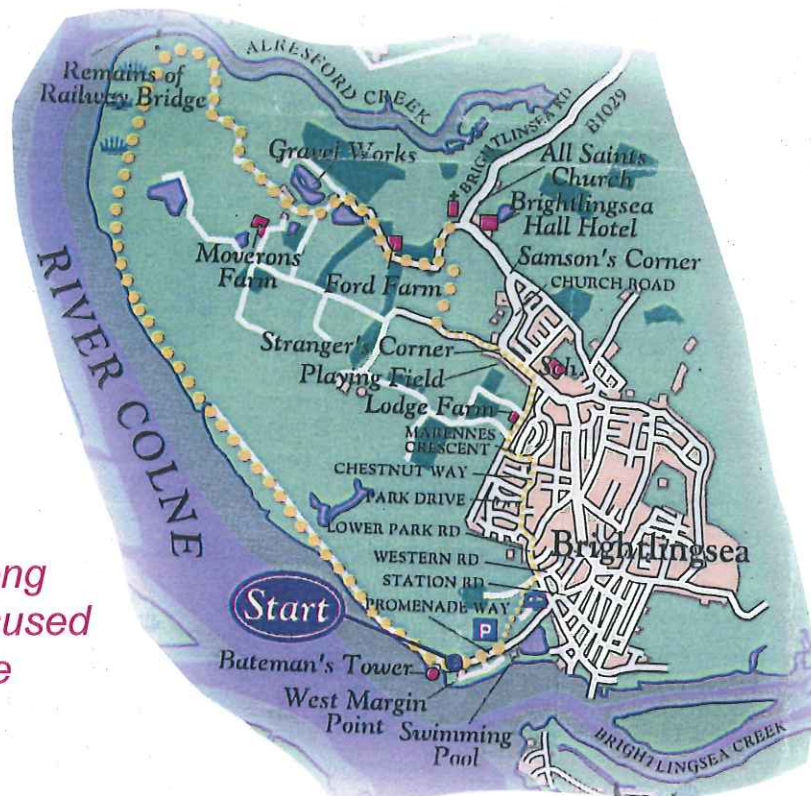 ALRESFORD CREEK
Remains of
Railway Bridge
BRIGHTLINSEA RD
B1029
Gravel Works
All Saints
Church
Brightlingsea
Hall Hotel
Moverons
Farm
Ford Farm
Samson's Corner
CHURCH ROAD
RIVER COLNE
Stranger's Corner
Playing Field
Sch.
Lodge Farm
MARENNES
CRESCENT
CHESTNUT WAY
PARK DRIVE
LOWER PARK RD
Brightlingsea
WESTERN RD
STATION RD
PROMENADE WAY
ong
used
e
Start
P
Bateman's Tower
West Margin
Point
Swimming
Pool
BRIGHTLINGSEA CREEK